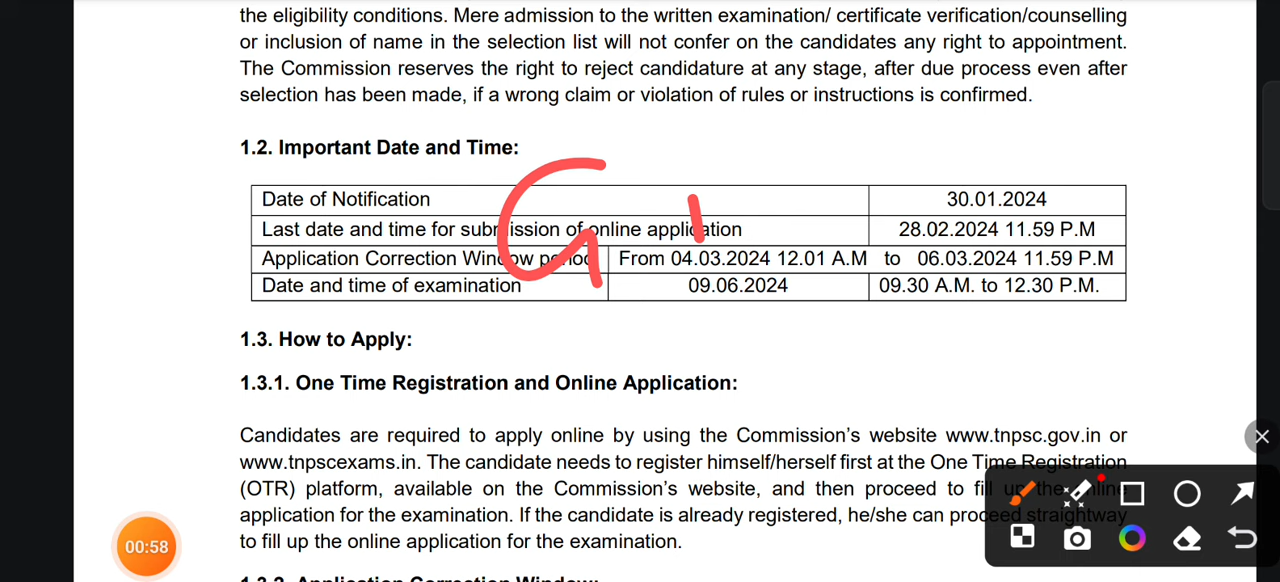 the eligibility conditions. Mere admission to the written examination/ certificate verification/counselling
or inclusion of name in the selection list will not confer on the candidates any right to appointment.
The Commission reserves the right to reject candidature at any stage, after due process even after
selection has been made, if a wrong claim or violation of rules or instructions is confirmed.
1.2. Important Date and Time:
Date of Notification 30.01.2024
Last date and time for submission of online application 28.02.2024 11.59 P.M
Application Correction Window period From 04.03.2024 12.01 A.M to 06.03.2024 11.59 P.M
Date and time of examination 09.06.2024 09.30 A.M. to 12.30 P.M.
1.3. How to Apply:
1.3.1. One Time Registration and Online Application:
Candidates are required to apply online by using the Commission's website www.tnpsc.gov.in or
www.tnpscexams.in. The candidate needs to register himself/herself first at the One Time Registration
(OTR) platform, available on the Commission's website, and then proceed to fill up the online
applicatn for the examination. If the candidate is already registered, he/she can proceed straightway
to fill up the online application for the examination.
1.3.2. Application Correction Window:
00:58